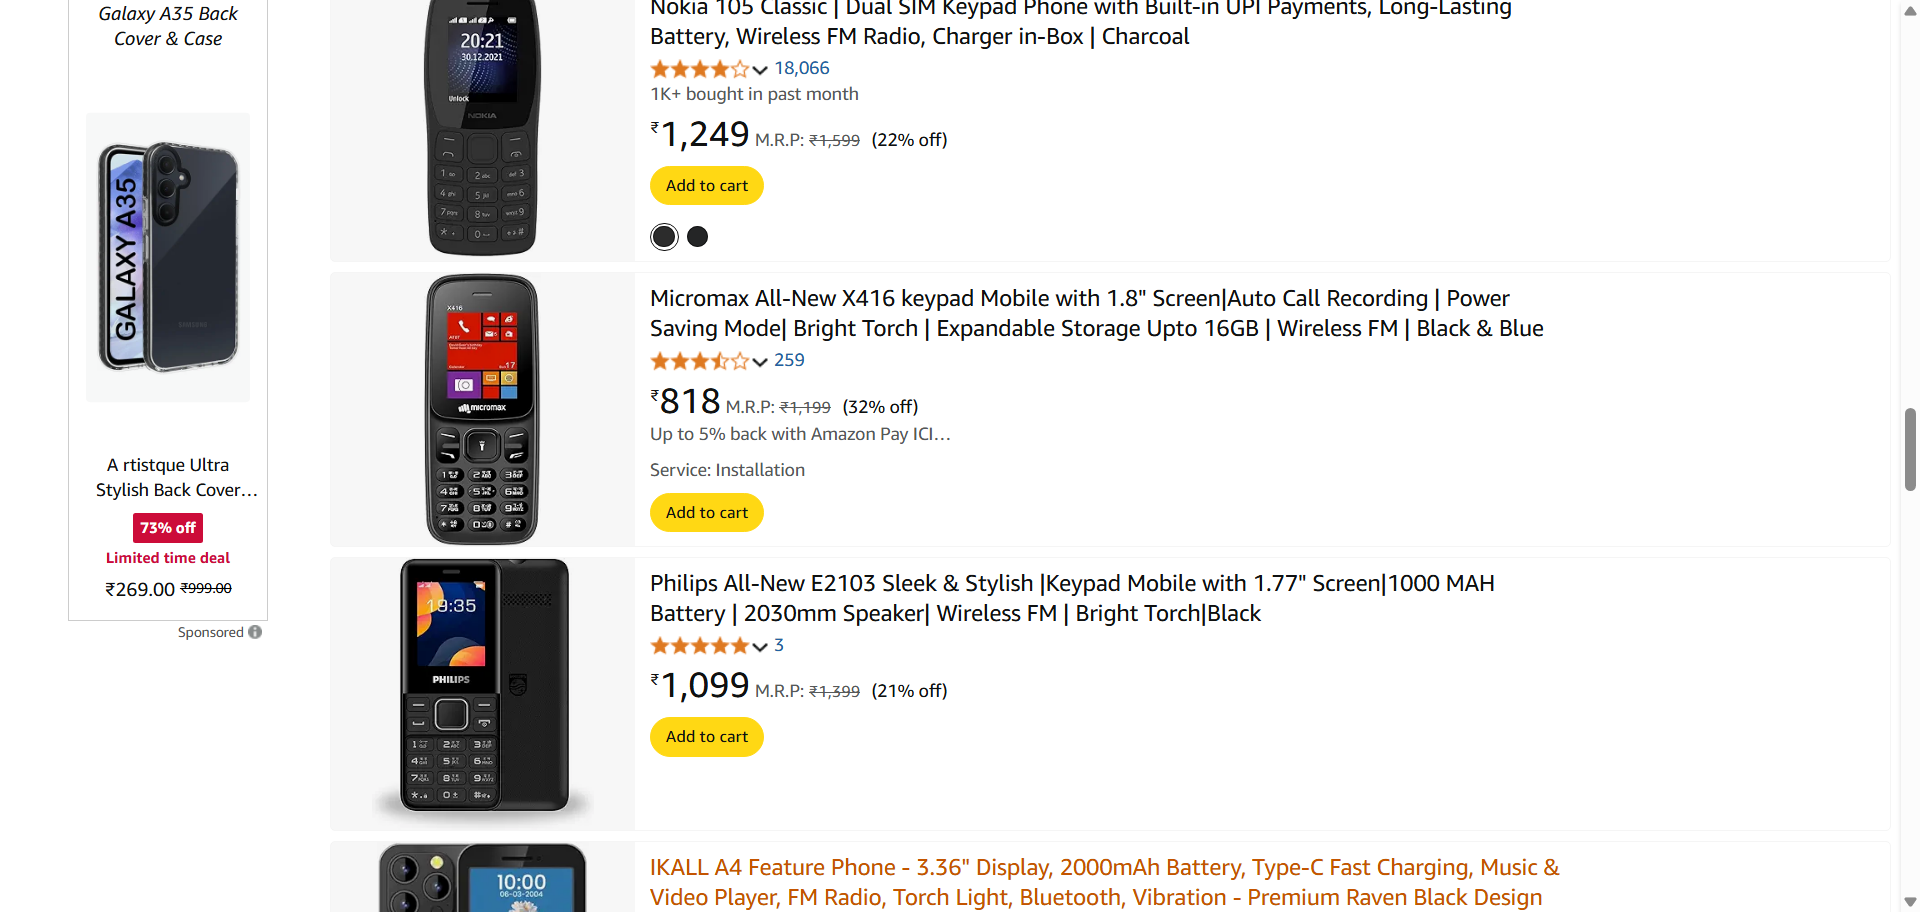 Galaxy A35 Back
Cover & Case
GALAXY A35
SAMSUNG
A rtistque Ultra
Stylish Back Cover...
73% off
Limited time deal
₹269.00 ₹999.00
Sponsored
20:21
30.12.2021
Unlock
NOKIA
Nokia 105 Classic | Dual SIM Keypad Phone with Built-in UPI Payments, Long-Lasting
Battery, Wireless FM Radio, Charger in-Box | Charcoal
18,066
1K+ bought in past month
₹1,249 M.R.P: ₹1,599 (22% off)
Add to cart
X416
micromax
Micromax All-New X416 keypad Mobile with 1.8" Screen|Auto Call Recording | Power
Saving Mode| Bright Torch | Expandable Storage Upto 16GB | Wireless FM | Black & Blue
259
₹818 M.R.P: ₹1,199 (32% off)
Up to 5% back with Amazon Pay ICI...
Service: Installation
Add to cart
19:35
PHILIPS
Philips All-New E2103 Sleek & Stylish |Keypad Mobile with 1.77" Screen|1000 MAH
Battery | 2030mm Speaker| Wireless FM | Bright Torch|Black
3
₹1,099 M.R.P: ₹1,399 (21% off)
Add to cart
10:00
06-03-2004
IKALL A4 Feature Phone - 3.36" Display, 2000mAh Battery, Type-C Fast Charging, Music &
Video Player, FM Radio, Torch Light, Bluetooth, Vibration - Premium Raven Black Design